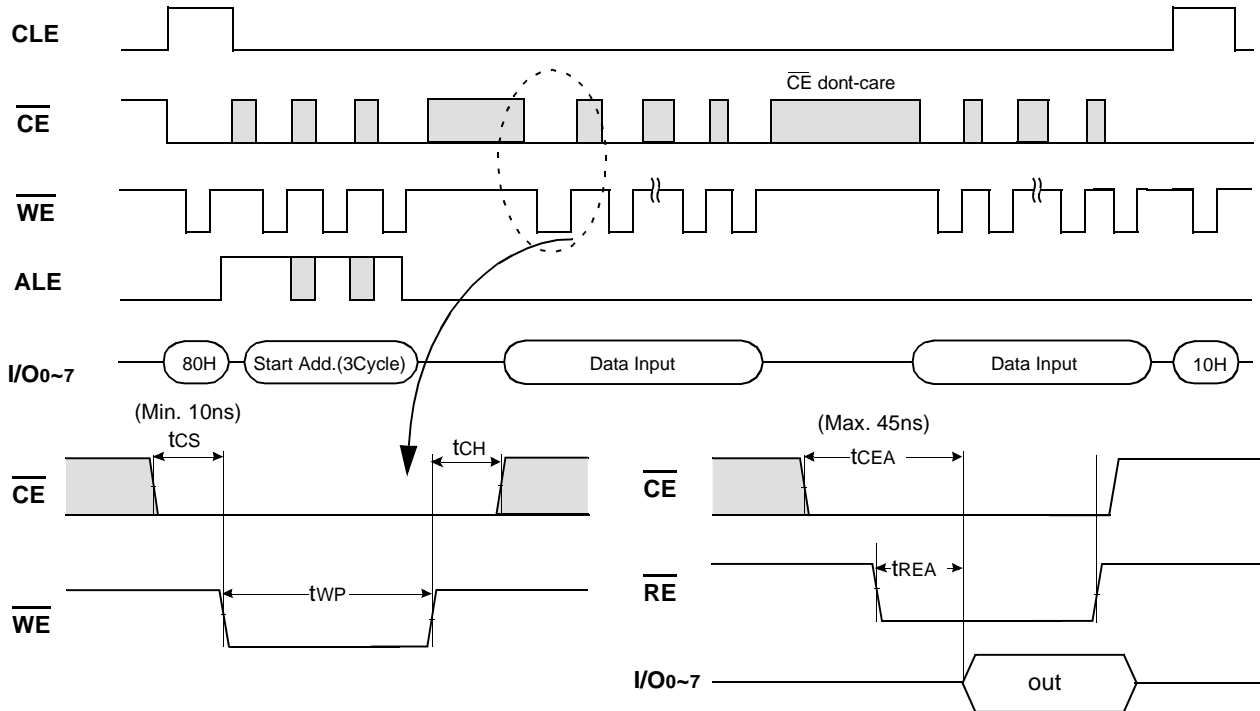 CLE
CE
CE dont-care
WE
ALE
I/O0~7
80H
Start Add.(3Cycle)
Data Input
Data Input
10H
(Min. 10ns)
tCS
tCH
CE
tWP
WE
(Max. 45ns)
tCEA
CE
tREA
RE
I/O0~7
out